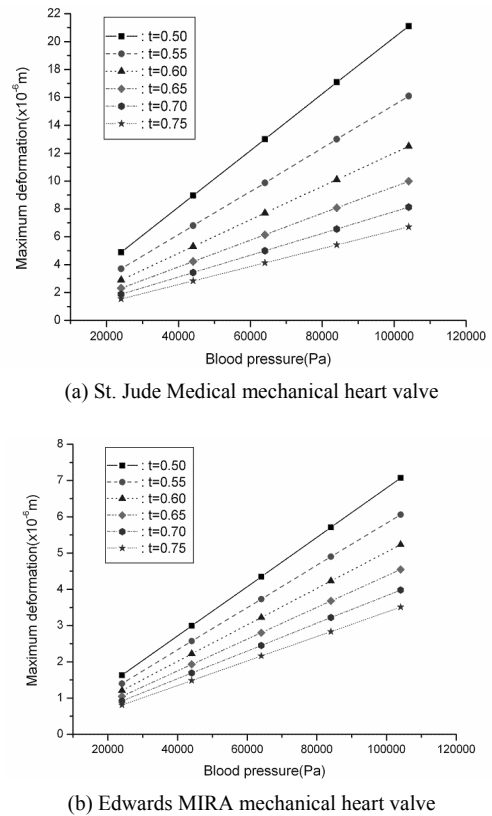 22
20
18
16
14
12
10
8
6
4
2
0
Maximum deformation(x10⁻⁶m)
: t=0.50
: t=0.55
: t=0.60
: t=0.65
: t=0.70
: t=0.75
20000 40000 60000 80000 100000 120000
Blood pressure(Pa)
(a) St. Jude Medical mechanical heart valve
8
7
6
5
4
3
2
1
0
Maximum deformation(x10⁻⁶m)
: t=0.50
: t=0.55
: t=0.60
: t=0.65
: t=0.70
: t=0.75
20000 40000 60000 80000 100000 120000
Blood pressure(Pa)
(b) Edwards MIRA mechanical heart valve